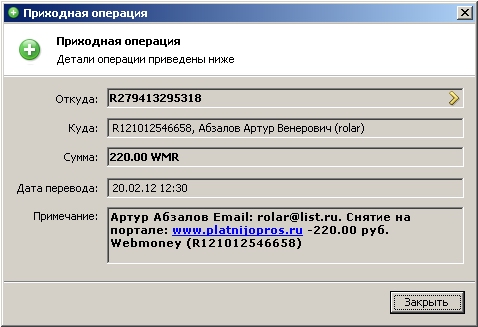 Приходная операция
Приходная операция
Детали операции приведены ниже
Откуда: R279413295318
Куда: R121012546658, Абзалов Артур Венерович (rolar)
Сумма: 220.00 WMR
Дата перевода: 20.02.12 12:30
Примечание: Артур Абзалов Email: rolar@list.ru. Снятие на
портале: www.platnijopros.ru -220.00 руб.
Webmoney (R121012546658)
Закрыть